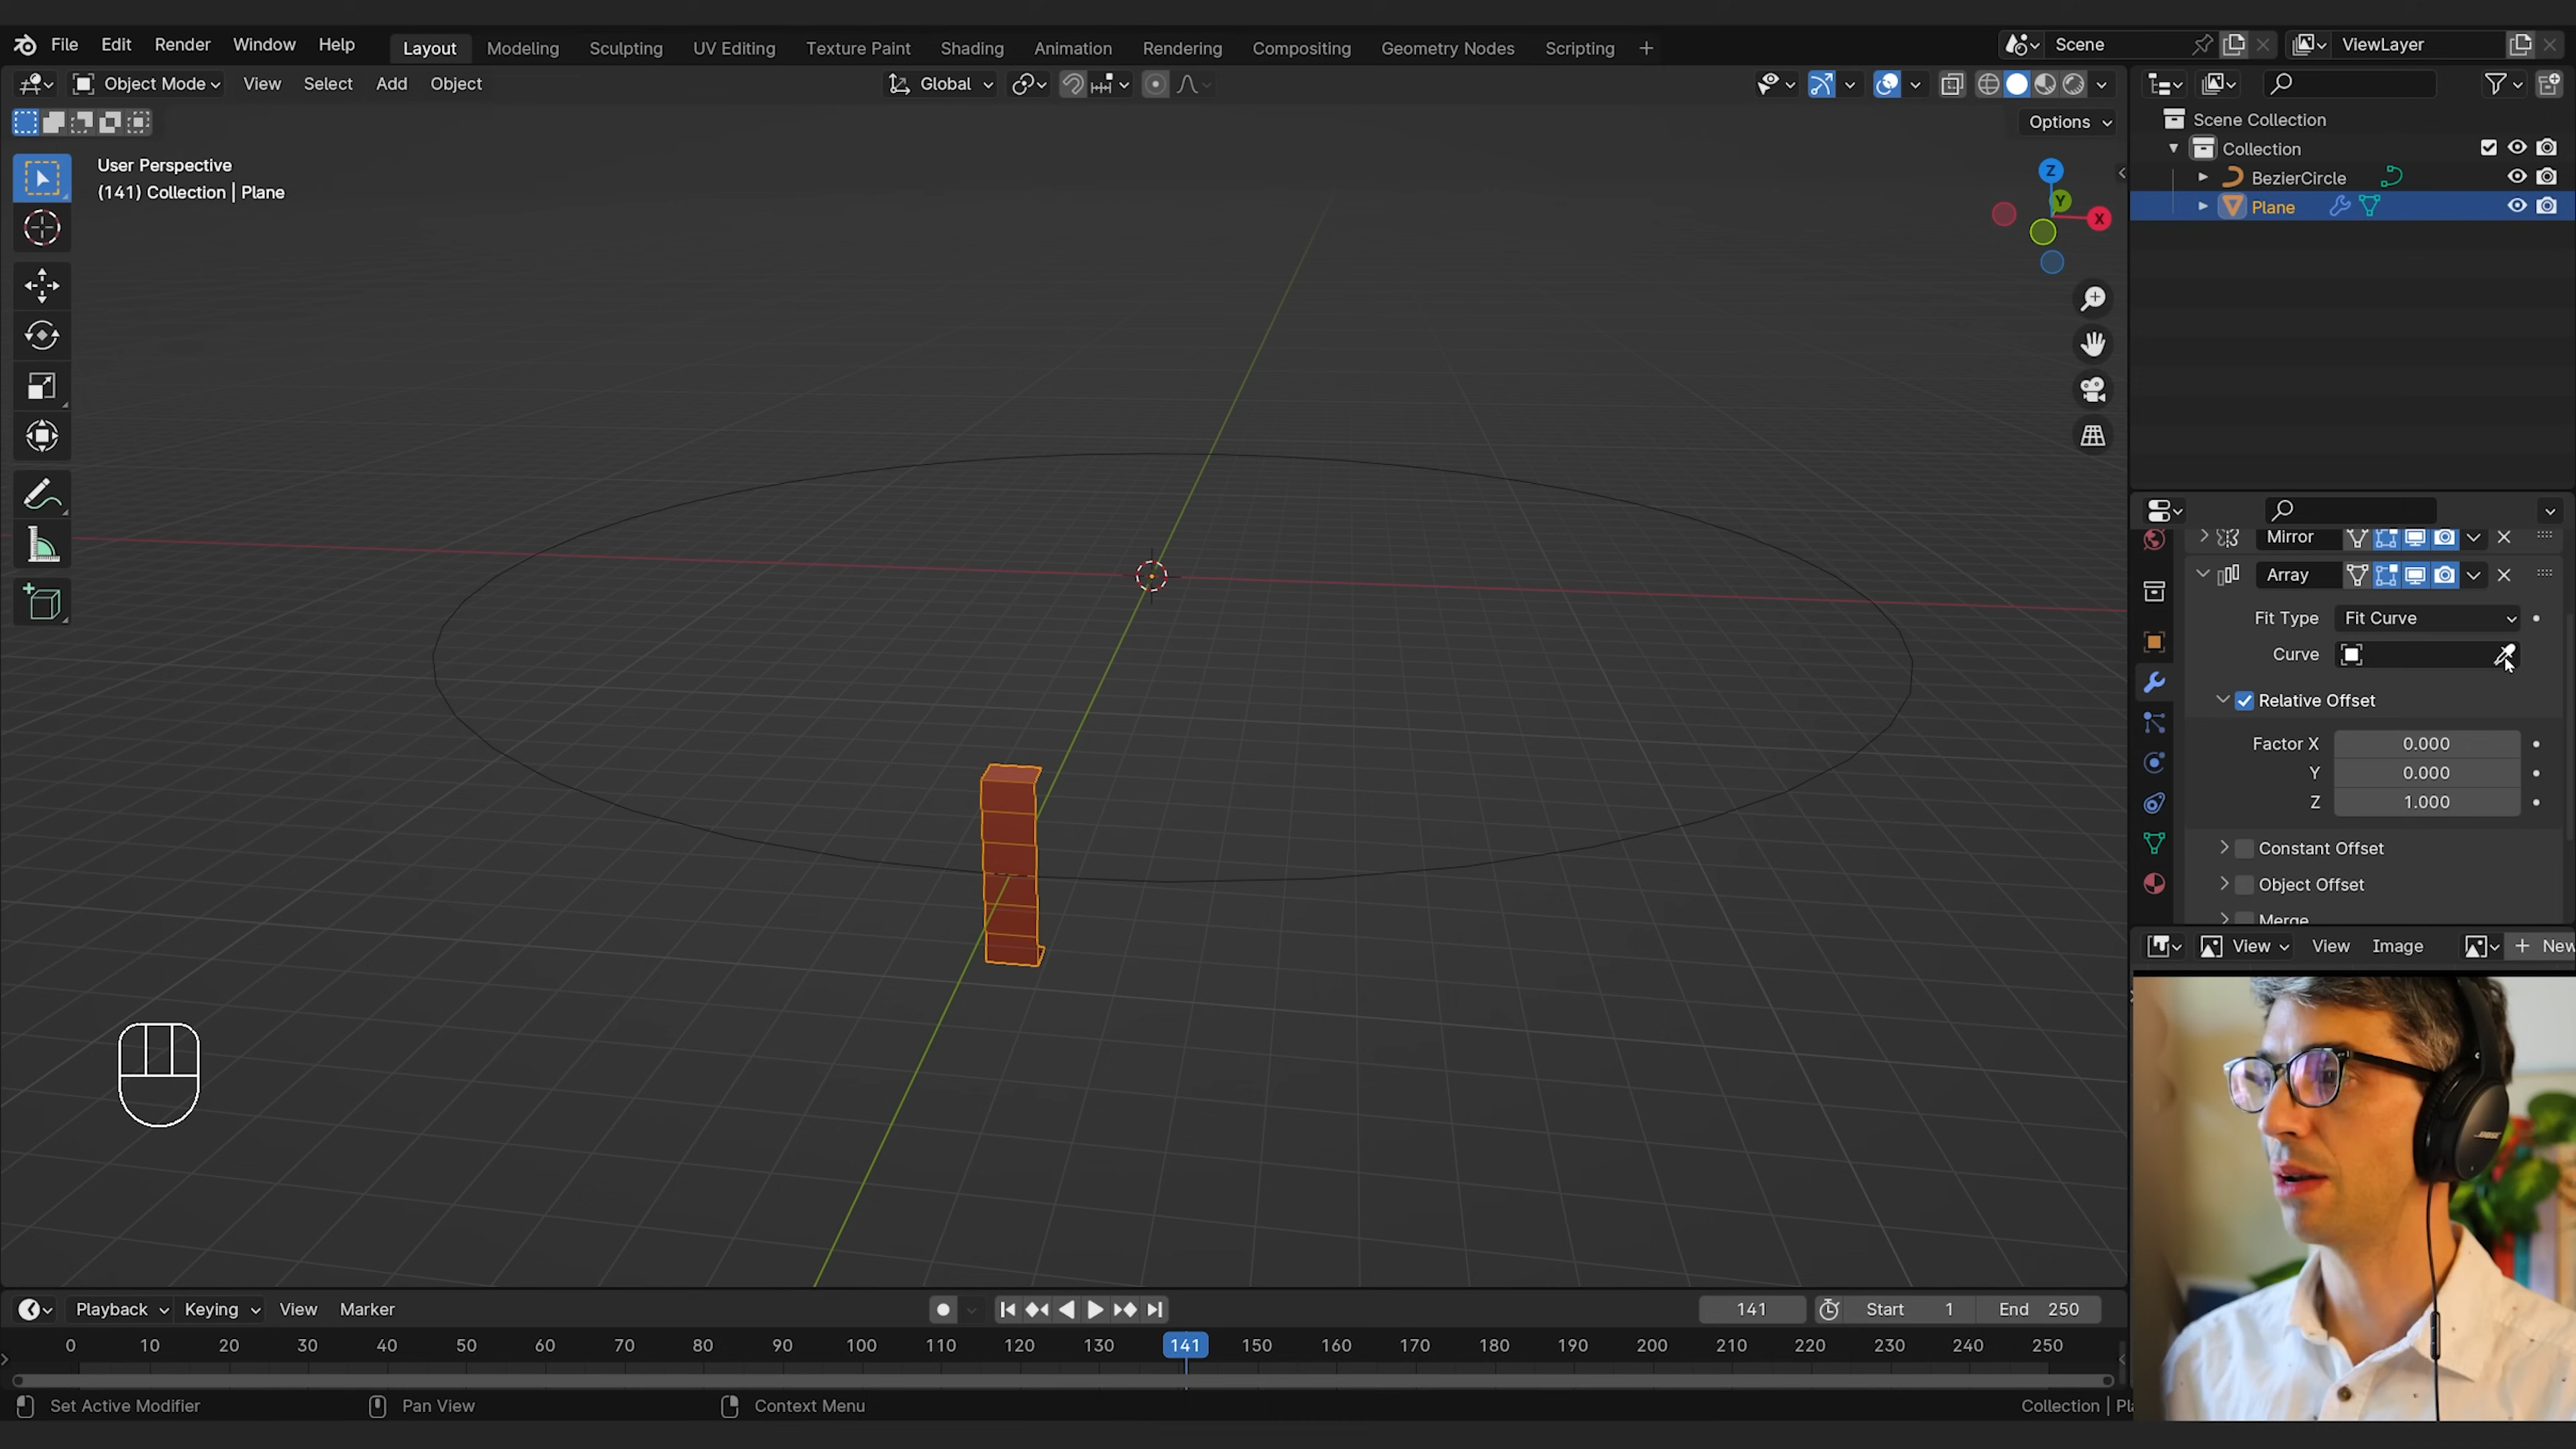 File Edit Render Window Help Layout Modeling Sculpting UV Editing Texture Paint Shading Animation Rendering Compositing Geometry Nodes Scripting + Scene ViewLayer
Object Mode View Select Add Object Global
Options
User Perspective
(141) Collection | Plane
Z
Y
X
Scene Collection
Collection
BezierCircle
Plane
Mirror
Array
Fit Type Fit Curve
Curve
Relative Offset
Factor X 0.000
Y 0.000
Z 1.000
Constant Offset
Object Offset
Merge
View View Image + New
BOSE
Playback Keying View Marker 141 Start 1 End 250
0 10 20 30 40 50 60 70 80 90 100 110 120 130 141 150 160 170 180 190 200 210 220 230 240 250
Set Active Modifier Pan View Context Menu Collection | Pl